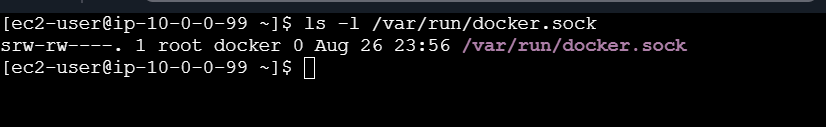 [ec2-user@ip-10-0-0-99 ~]$ ls -l /var/run/docker.sock
srw-rw----. 1 root docker 0 Aug 26 23:56 /var/run/docker.sock
[ec2-user@ip-10-0-0-99 ~]$